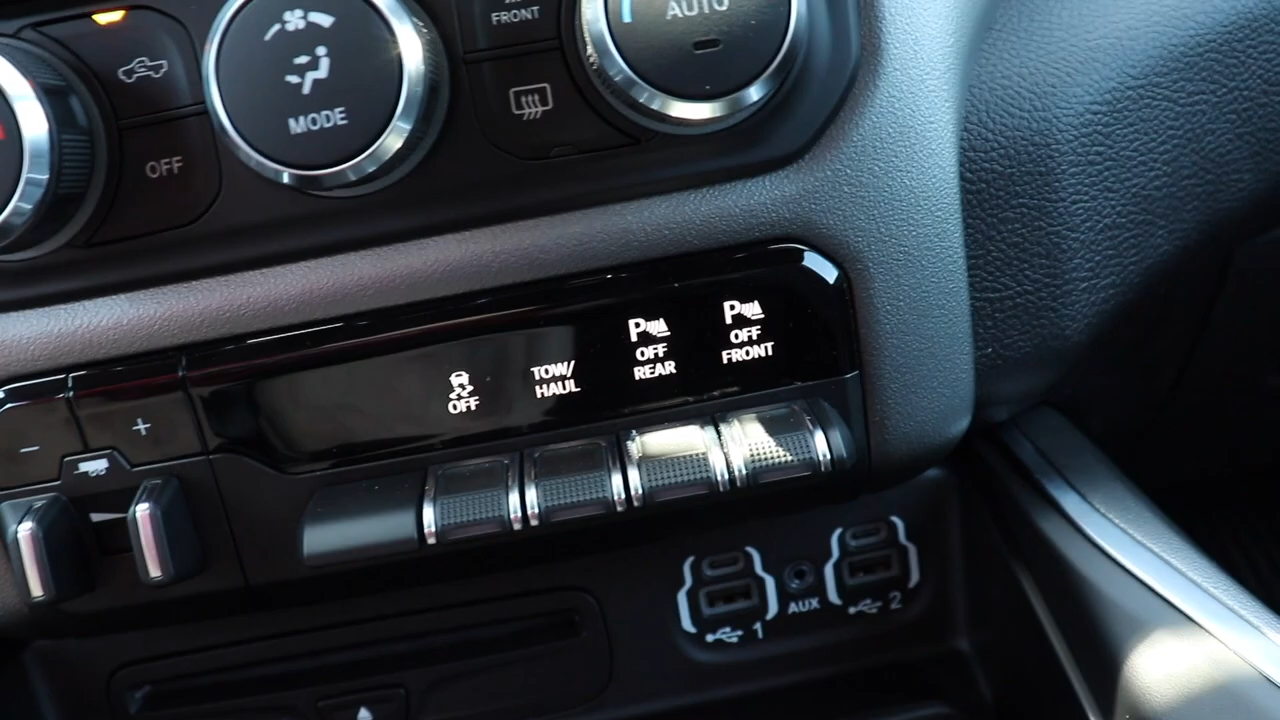 FRONT
AUTO
MODE
OFF
P
OFF
FRONT
P
OFF
REAR
TOW/
HAUL
OFF
- +
1
AUX
2